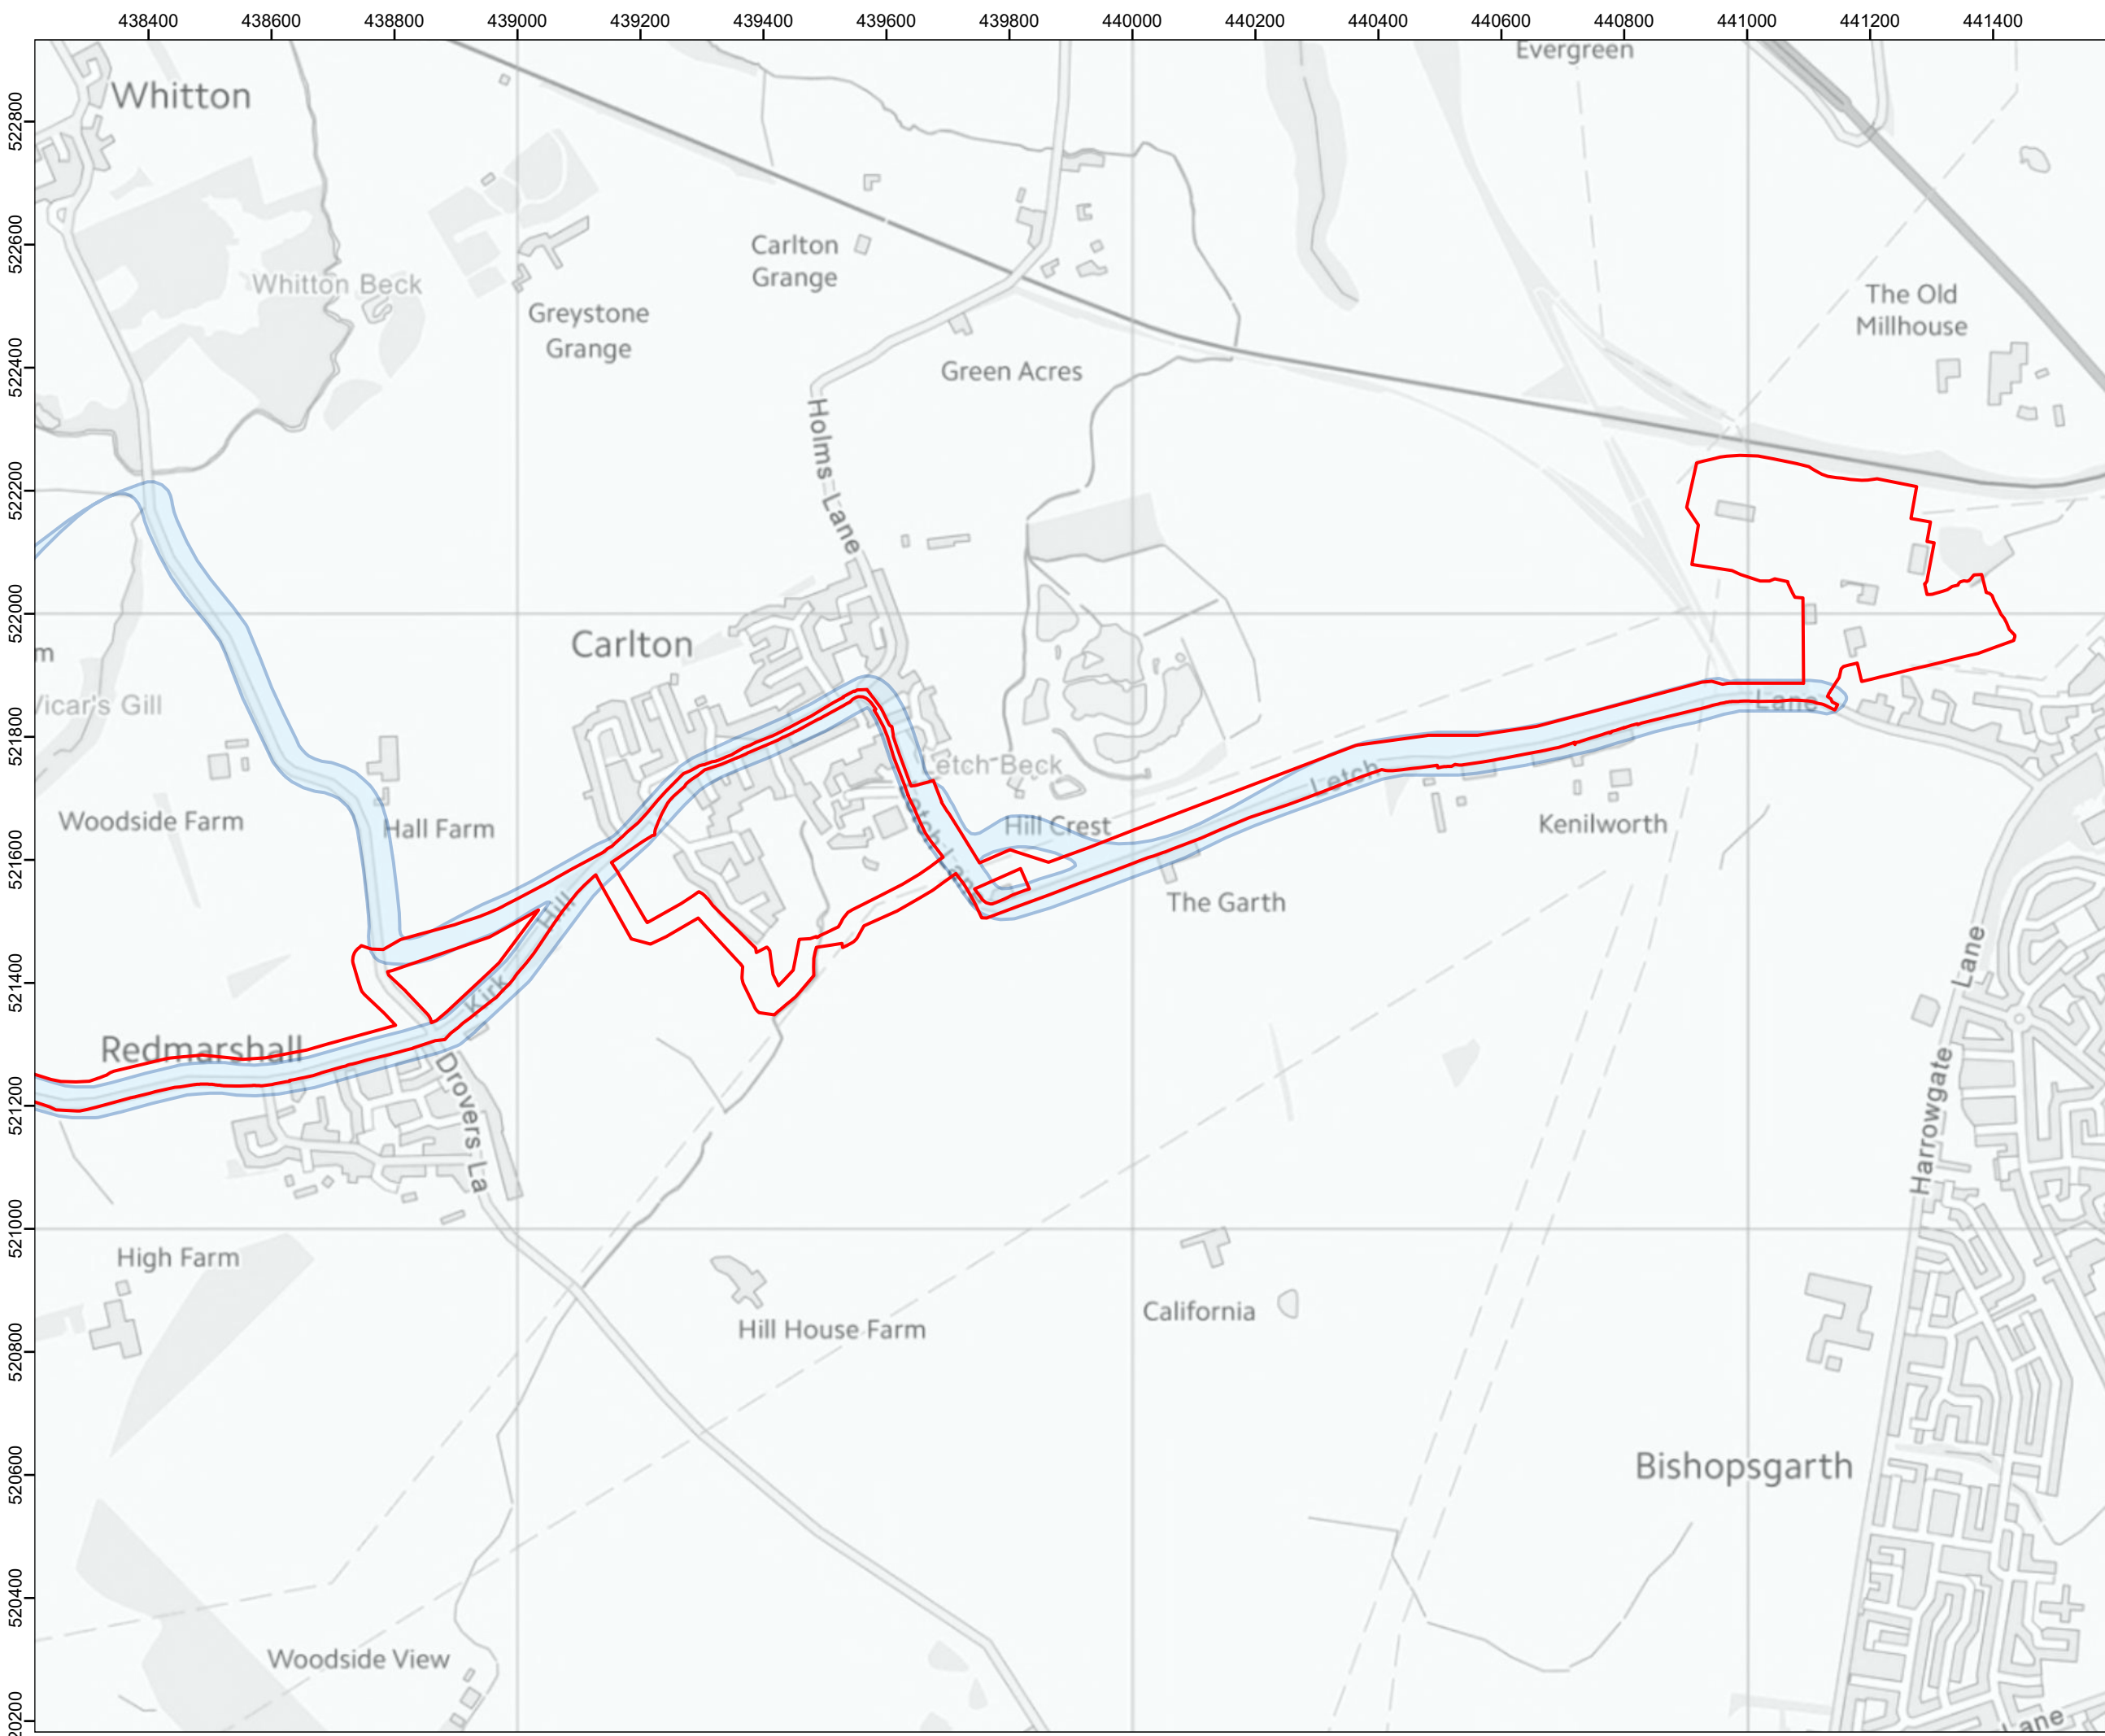 438400 438600 438800 439000 439200 439400 439600 439800 440000 440200 440400 440600 440800 441000 441200 441400
522800
522600
522400
522200
522000
521800
521600
521400
521200
521000
520800
520600
520400
20200
Evergreen
Whitton
Carlton
Grange
Whitton Beck
Greystone
Grange
The Old
Millhouse
Green Acres
Holms Lane
Carlton
m
Vicar's Gill
Lane
Letch Beck
Letch
Woodside Farm
Hall Farm
Hill Crest
Kenilworth
tch Lan
The Garth
Kirk Hill
Harrowgate Lane
Redmarshall
Drovers La
High Farm
California
Hill House Farm
Bishopsgarth
Woodside View
Lane